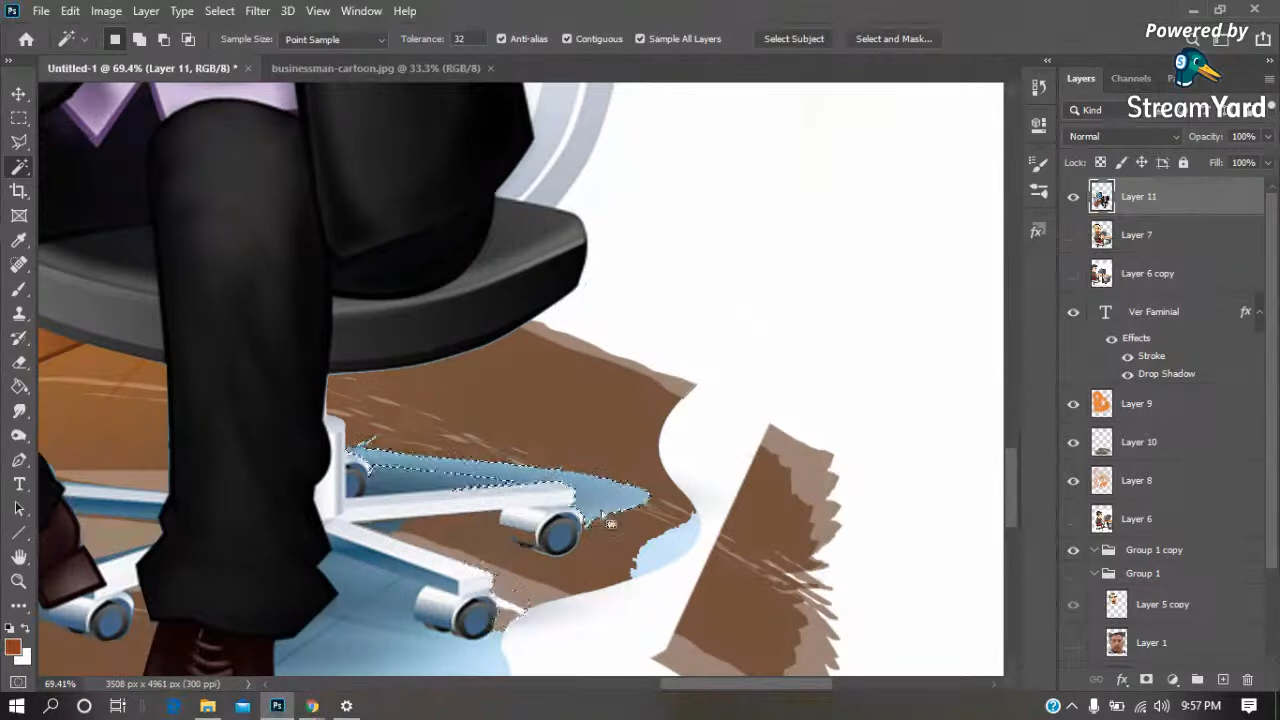 File Edit Image Layer Type Select Filter 3D View Window Help
Sample Size: Point Sample Tolerance: 32 Anti-alias Contiguous Sample All Layers Select Subject Select and Mask...
Powered by
StreamYard
Untitled-1 @ 69.4% (Layer 11, RGB/8) * businessman-cartoon.jpg @ 33.3% (RGB/8)
Layers Channels
Kind
Normal Opacity: 100%
Lock: Fill: 100%
Layer 11
Layer 7
Layer 6 copy
Ver Faminial fx
Effects
Stroke
Drop Shadow
Layer 9
Layer 10
Layer 8
Layer 6
Group 1 copy
Group 1
Layer 5 copy
Layer 1
69.41% 3508 px x 4961 px (300 ppi)
9:57 PM